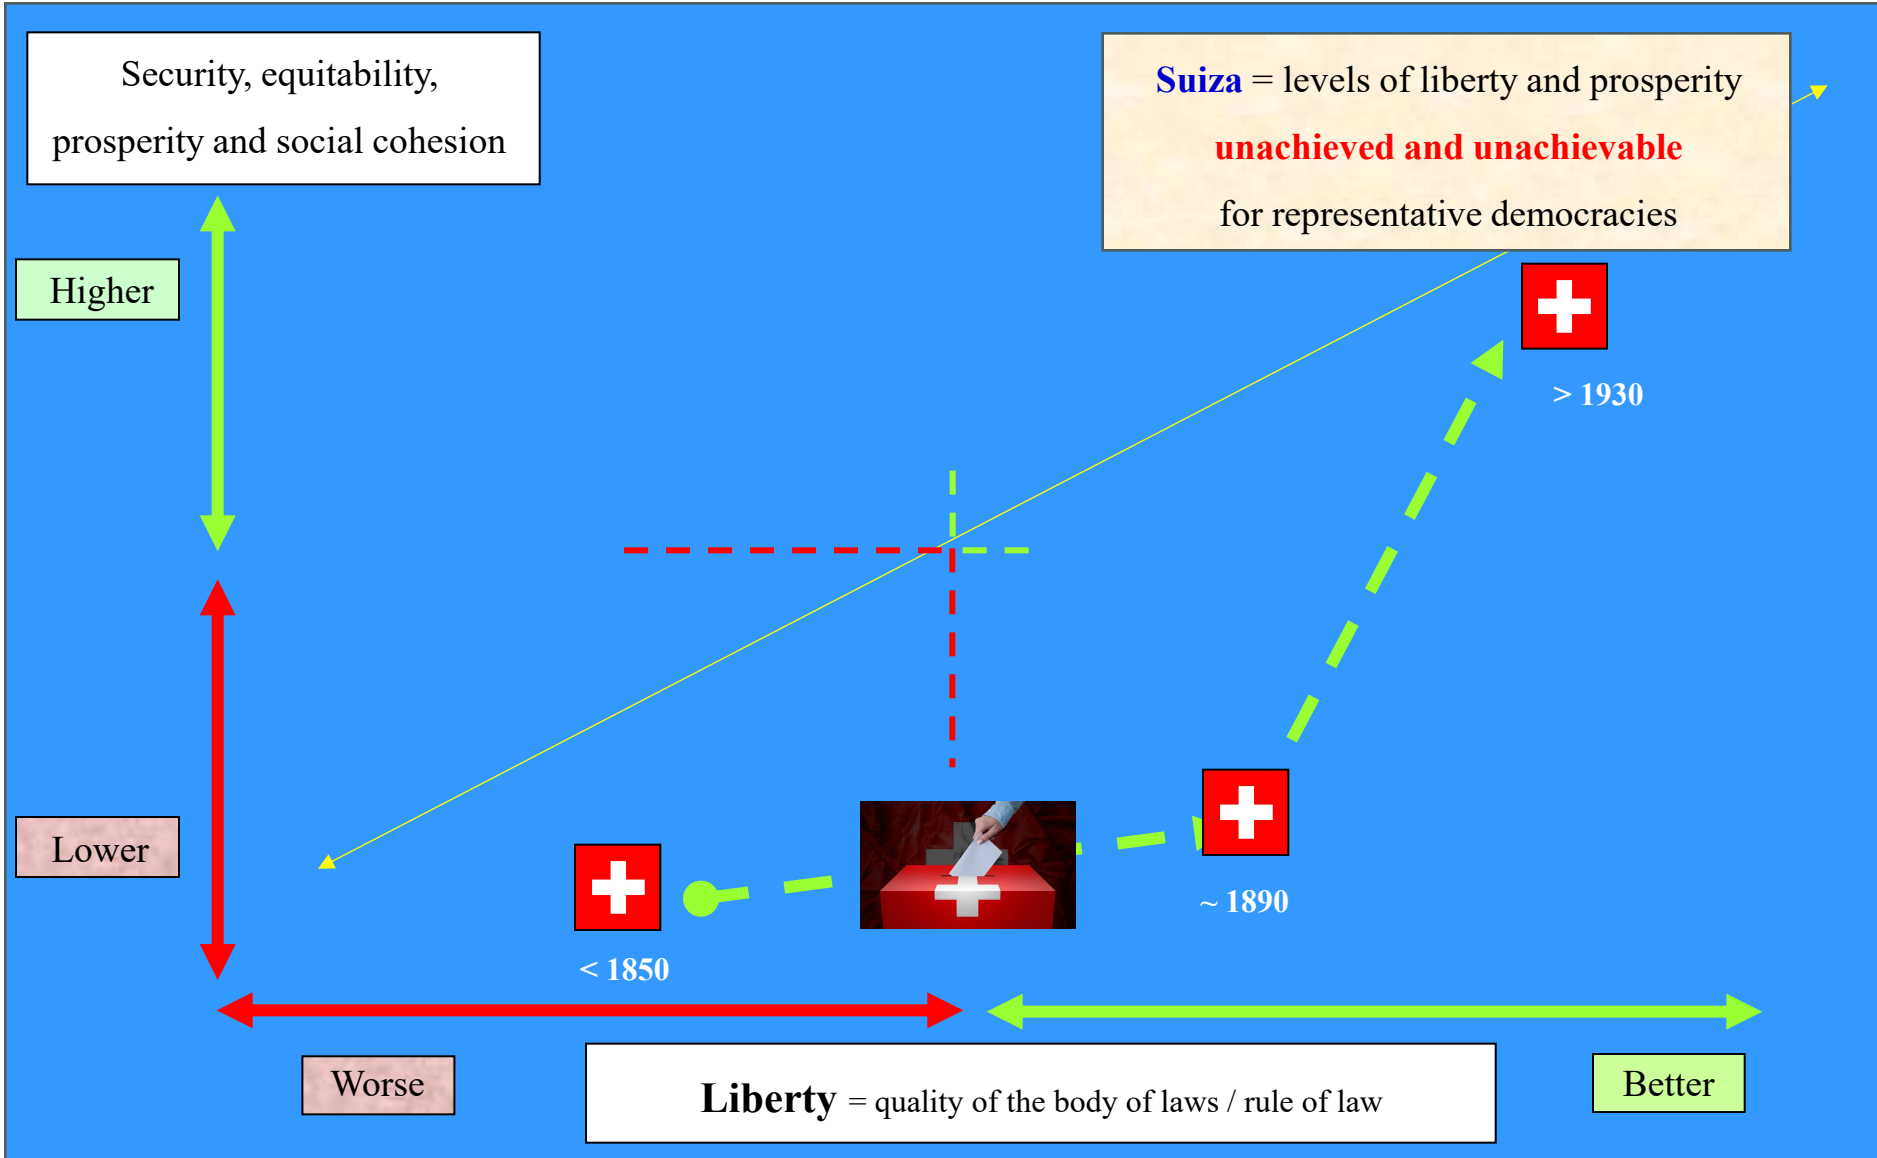 Security, equitability,
prosperity and social cohesion
Suiza = levels of liberty and prosperity
unachieved and unachievable
for representative democracies
Higher
> 1930
Lower
~ 1890
< 1850
Worse
Liberty = quality of the body of laws / rule of law
Better